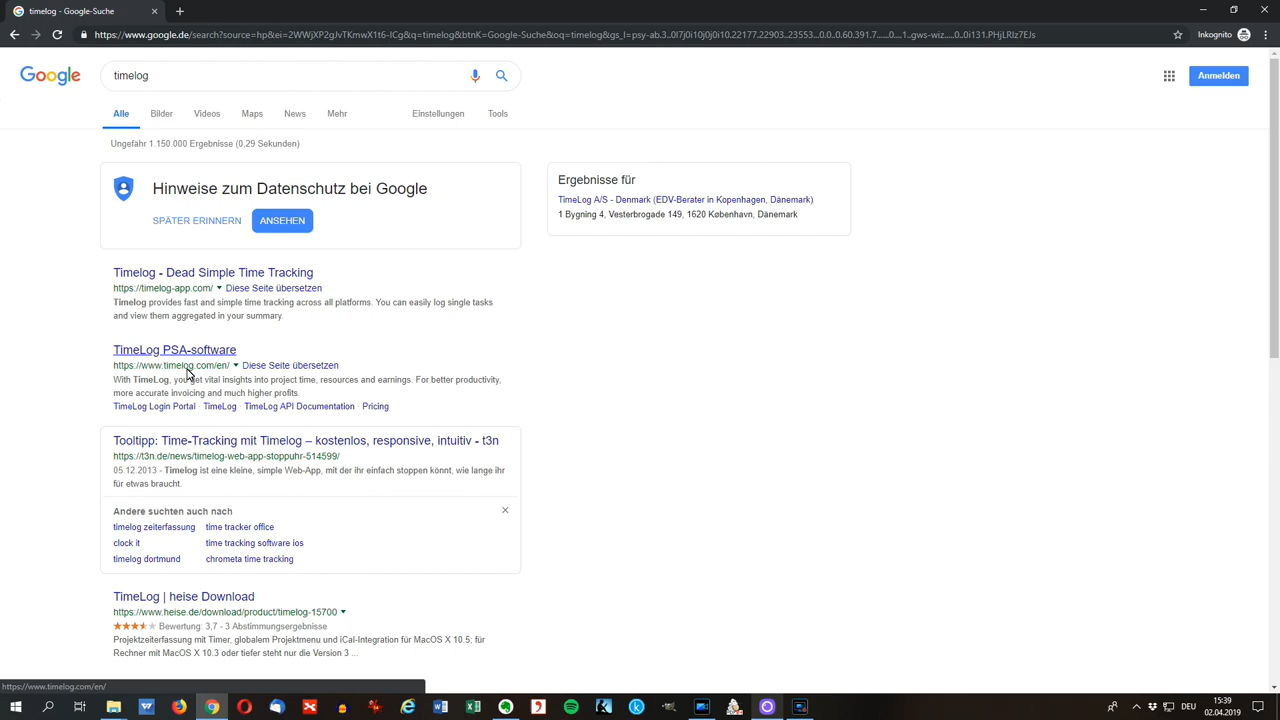 timelog - Google-Suche
https://www.google.de/search?source=hp&ei=2WWjXP2gJvTKmwX1t6-ICg&q=timelog&btnK=Google-Suche&oq=timelog&gs_l=psy-ab.3..0l7j0i10j0j0i10.22177.22903..23553...0.0..0.60.391.7......0....1..gws-wiz.....0..0i131.PHjLRIz7EJs
Inkognito
Google
timelog
Anmelden
Alle
Bilder
Videos
Maps
News
Mehr
Einstellungen
Tools
Ungefähr 1.150.000 Ergebnisse (0,29 Sekunden)
Hinweise zum Datenschutz bei Google
SPÄTER ERINNERN
ANSEHEN
Ergebnisse für
TimeLog A/S - Denmark (EDV-Berater in Kopenhagen, Dänemark)
1 Bygning 4, Vesterbrogade 149, 1620 København, Dänemark
Timelog - Dead Simple Time Tracking
https://timelog-app.com/ Diese Seite übersetzen
Timelog provides fast and simple time tracking across all platforms. You can easily log single tasks
and view them aggregated in your summary.
TimeLog PSA-software
https://www.timelog.com/en/ Diese Seite übersetzen
With TimeLog, you get vital insights into project time, resources and earnings. For better productivity,
more accurate invoicing and much higher profits.
TimeLog Login Portal · TimeLog · TimeLog API Documentation · Pricing
Tooltipp: Time-Tracking mit Timelog – kostenlos, responsive, intuitiv - t3n
https://t3n.de/news/timelog-web-app-stoppuhr-514599/
05.12.2013 - Timelog ist eine kleine, simple Web-App, mit der ihr einfach stoppen könnt, wie lange ihr
für etwas braucht.
Andere suchten auch nach
timelog zeiterfassung time tracker office
clock it time tracking software ios
timelog dortmund chrometa time tracking
TimeLog | heise Download
https://www.heise.de/download/product/timelog-15700
Bewertung: 3,7 - 3 Abstimmungsergebnisse
Projektzeiterfassung mit Timer, globalem Projektmenu und iCal-Integration für MacOS X 10.5; für
Rechner mit MacOS X 10.3 oder tiefer steht nur die Version 3 ...
https://www.timelog.com/en/
DEU
15:39
02.04.2019